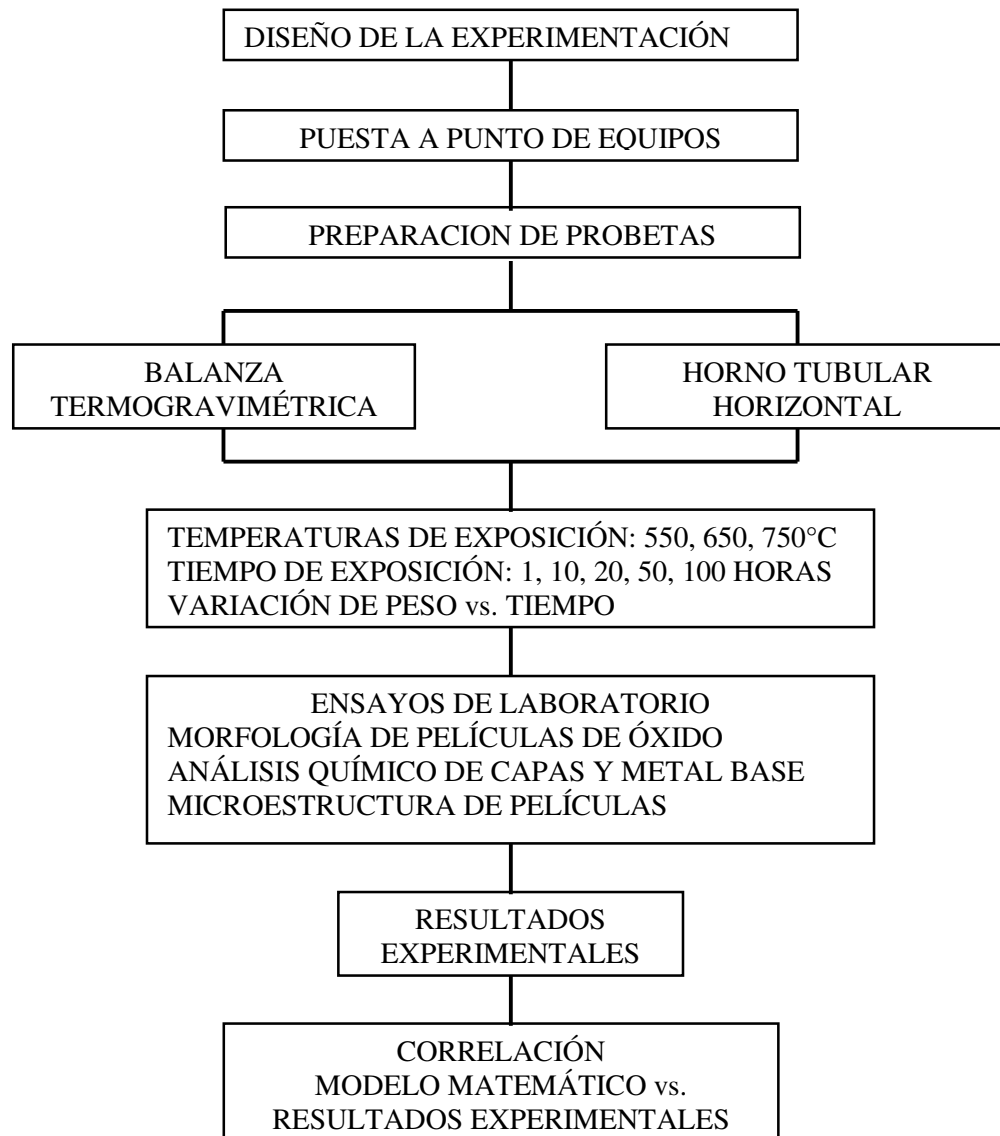 DISEÑO DE LA EXPERIMENTACIÓN
PUESTA A PUNTO DE EQUIPOS
PREPARACION DE PROBETAS
BALANZA
TERMOGRAVIMÉTRICA
HORNO TUBULAR
HORIZONTAL
TEMPERATURAS DE EXPOSICIÓN: 550, 650, 750°C
TIEMPO DE EXPOSICIÓN: 1, 10, 20, 50, 100 HORAS
VARIACIÓN DE PESO vs. TIEMPO
ENSAYOS DE LABORATORIO
MORFOLOGÍA DE PELÍCULAS DE ÓXIDO
ANÁLISIS QUÍMICO DE CAPAS Y METAL BASE
MICROESTRUCTURA DE PELÍCULAS
RESULTADOS
EXPERIMENTALES
CORRELACIÓN
MODELO MATEMÁTICO vs.
RESULTADOS EXPERIMENTALES